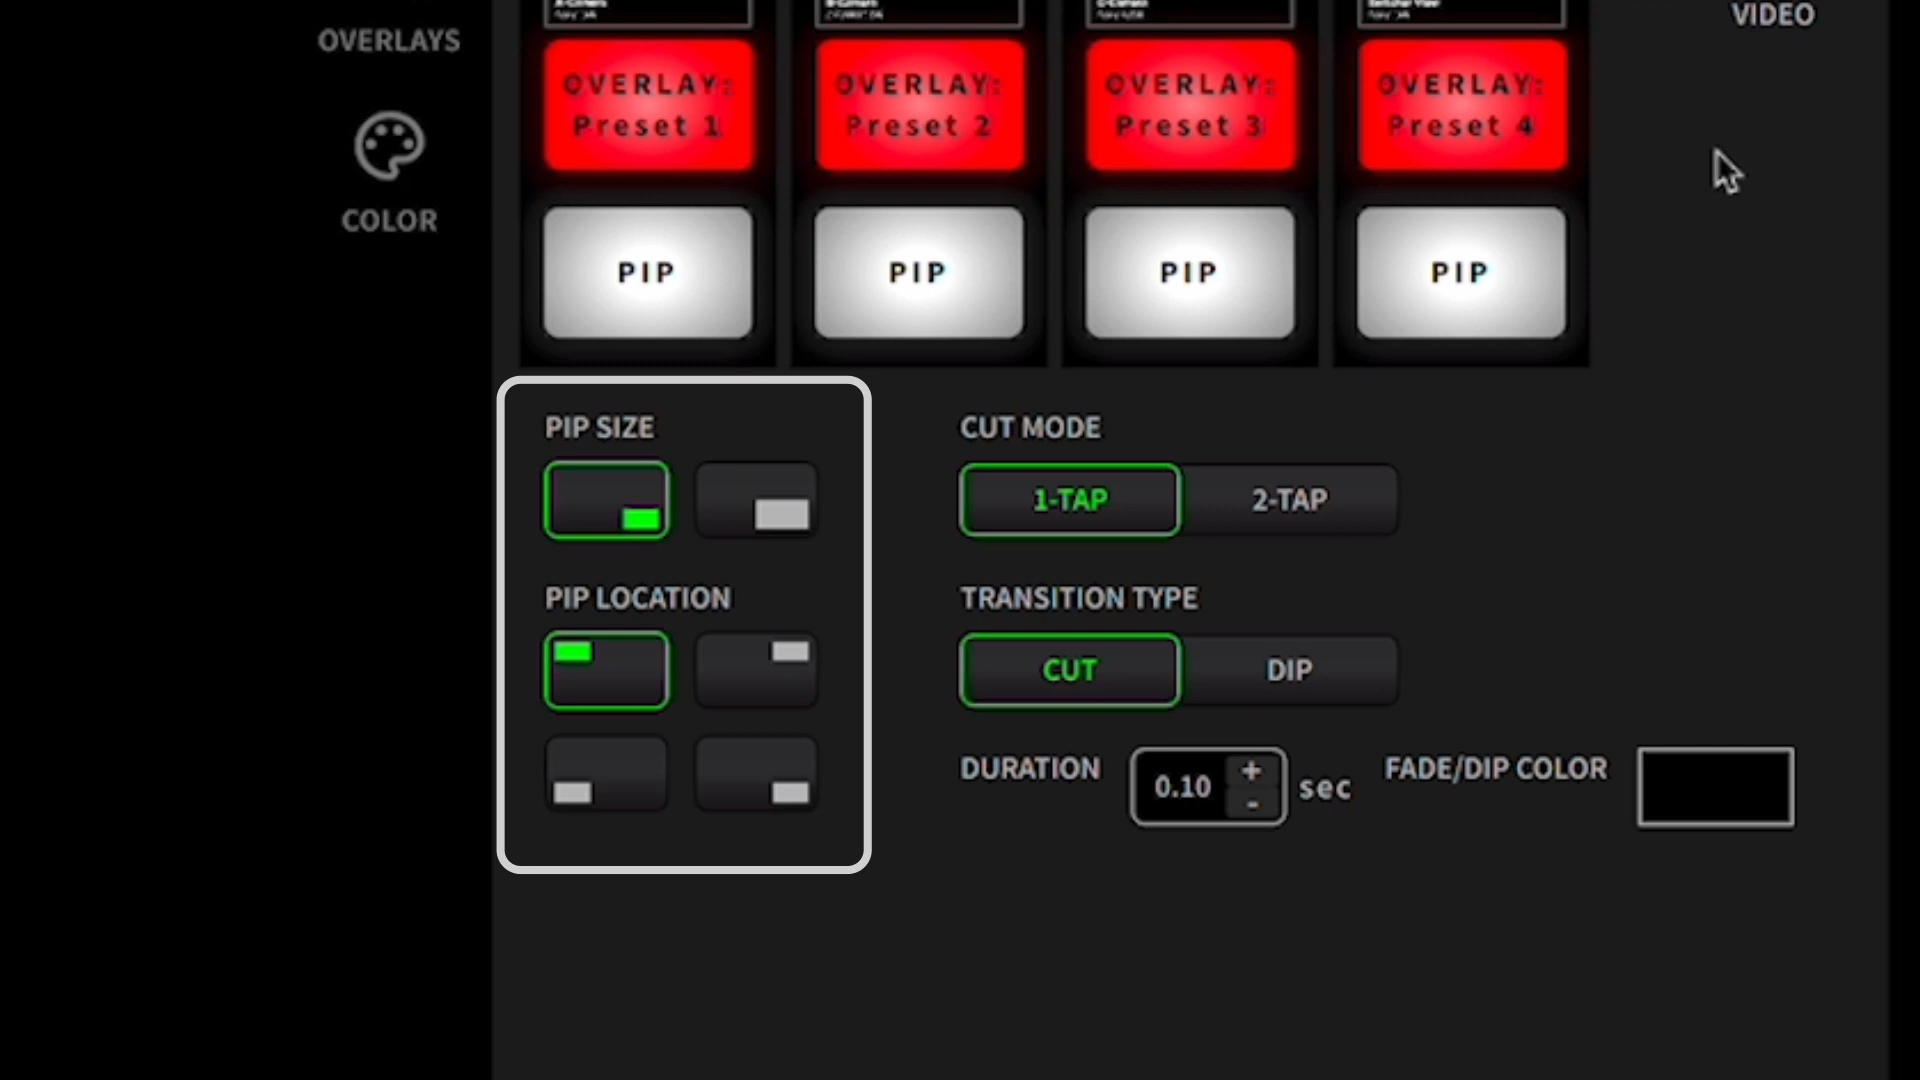 OVERLAYS
VIDEO
OVERLAY:
Preset 1
OVERLAY:
Preset 2
OVERLAY:
Preset 3
OVERLAY:
Preset 4
COLOR
PIP
PIP
PIP
PIP
PIP SIZE
CUT MODE
1-TAP
2-TAP
PIP LOCATION
TRANSITION TYPE
CUT
DIP
DURATION
0.10
+
-
sec
FADE/DIP COLOR